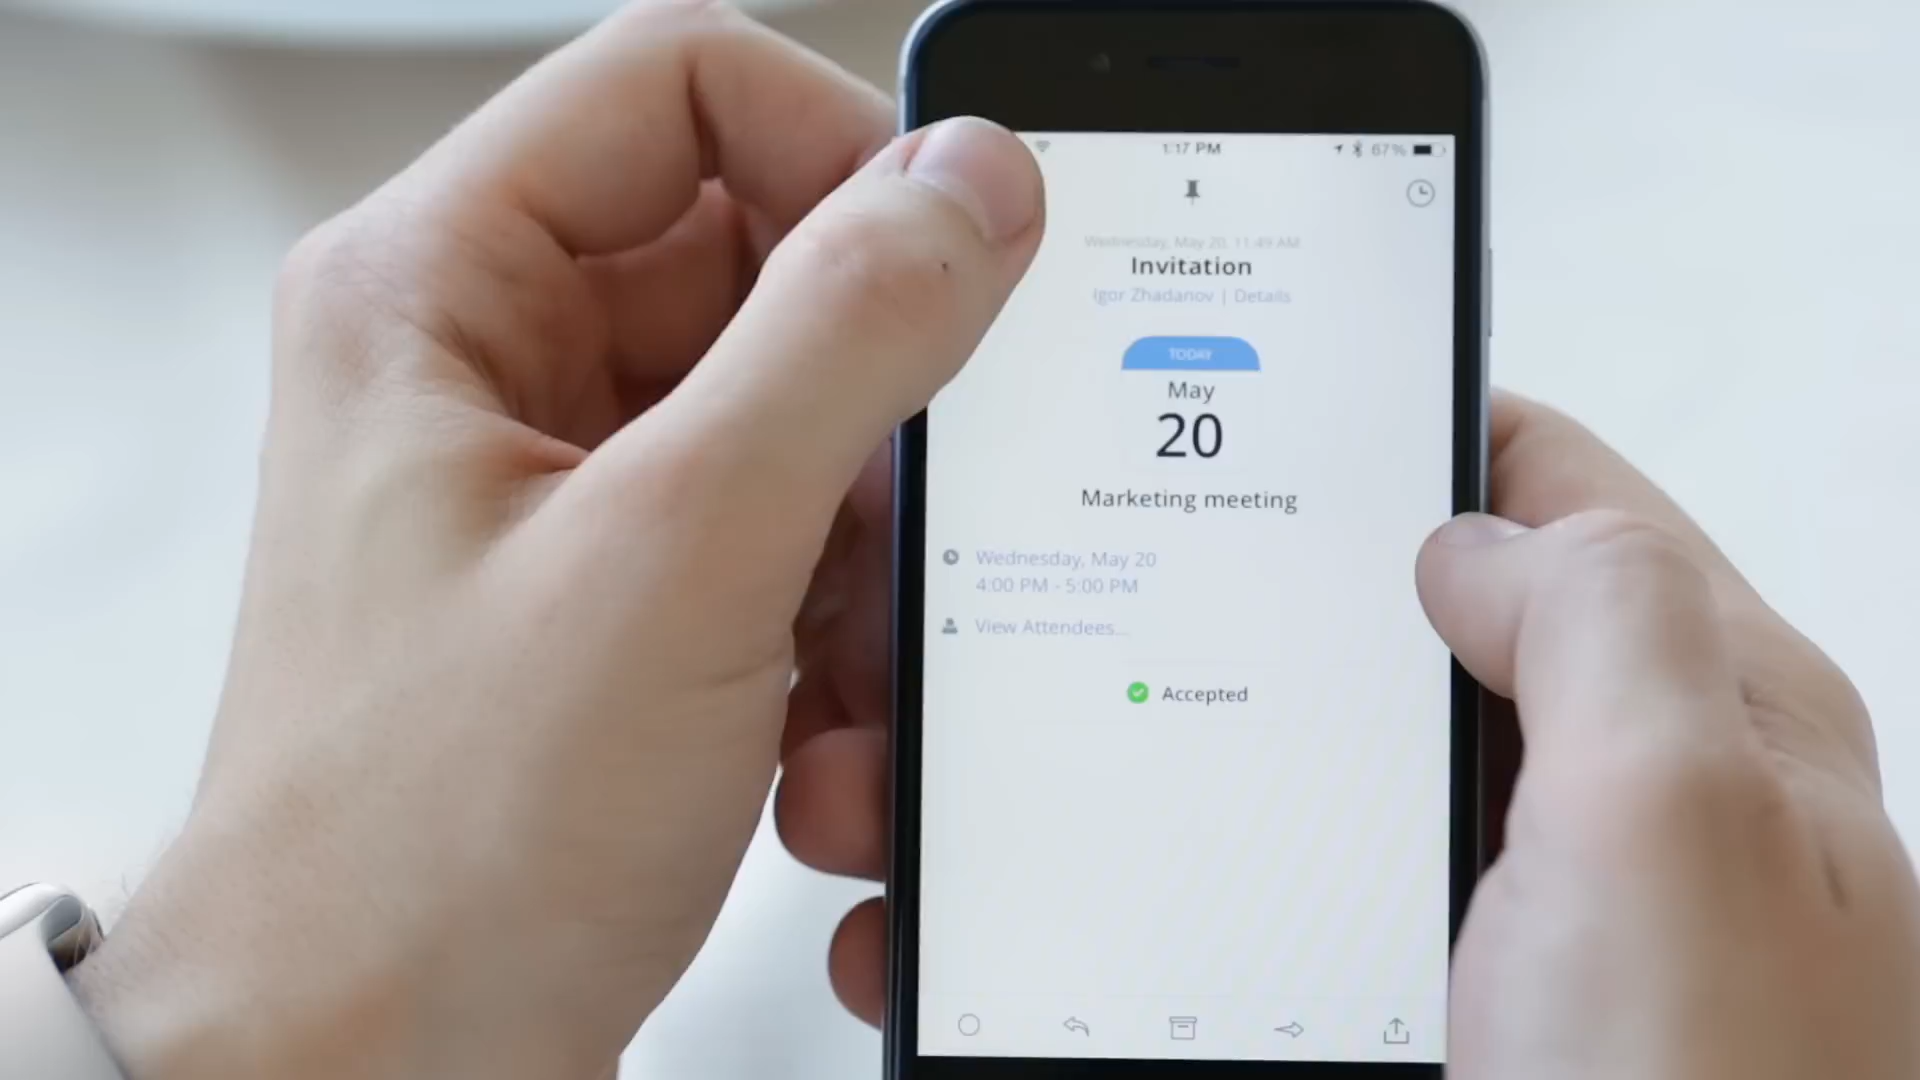 1:17 PM
67%
Wednesday, May 20, 11:49 AM
Invitation
Igor Zhadanov | Details
TODAY
May
20
Marketing meeting
Wednesday, May 20
4:00 PM - 5:00 PM
View Attendees...
Accepted